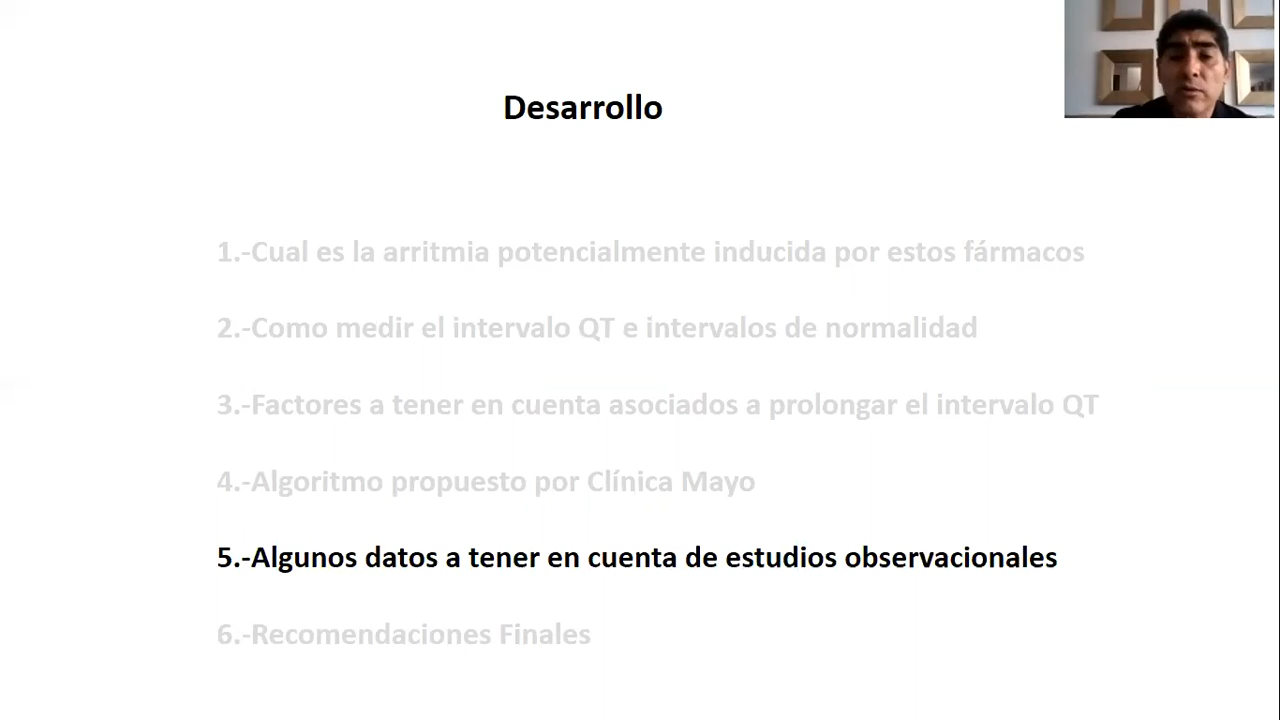 Desarrollo
1.-Cual es la arritmia potencialmente inducida por estos fármacos
2.-Como medir el intervalo QT e intervalos de normalidad
3.-Factores a tener en cuenta asociados a prolongar el intervalo QT
4.-Algoritmo propuesto por Clínica Mayo
5.-Algunos datos a tener en cuenta de estudios observacionales
6.-Recomendaciones Finales